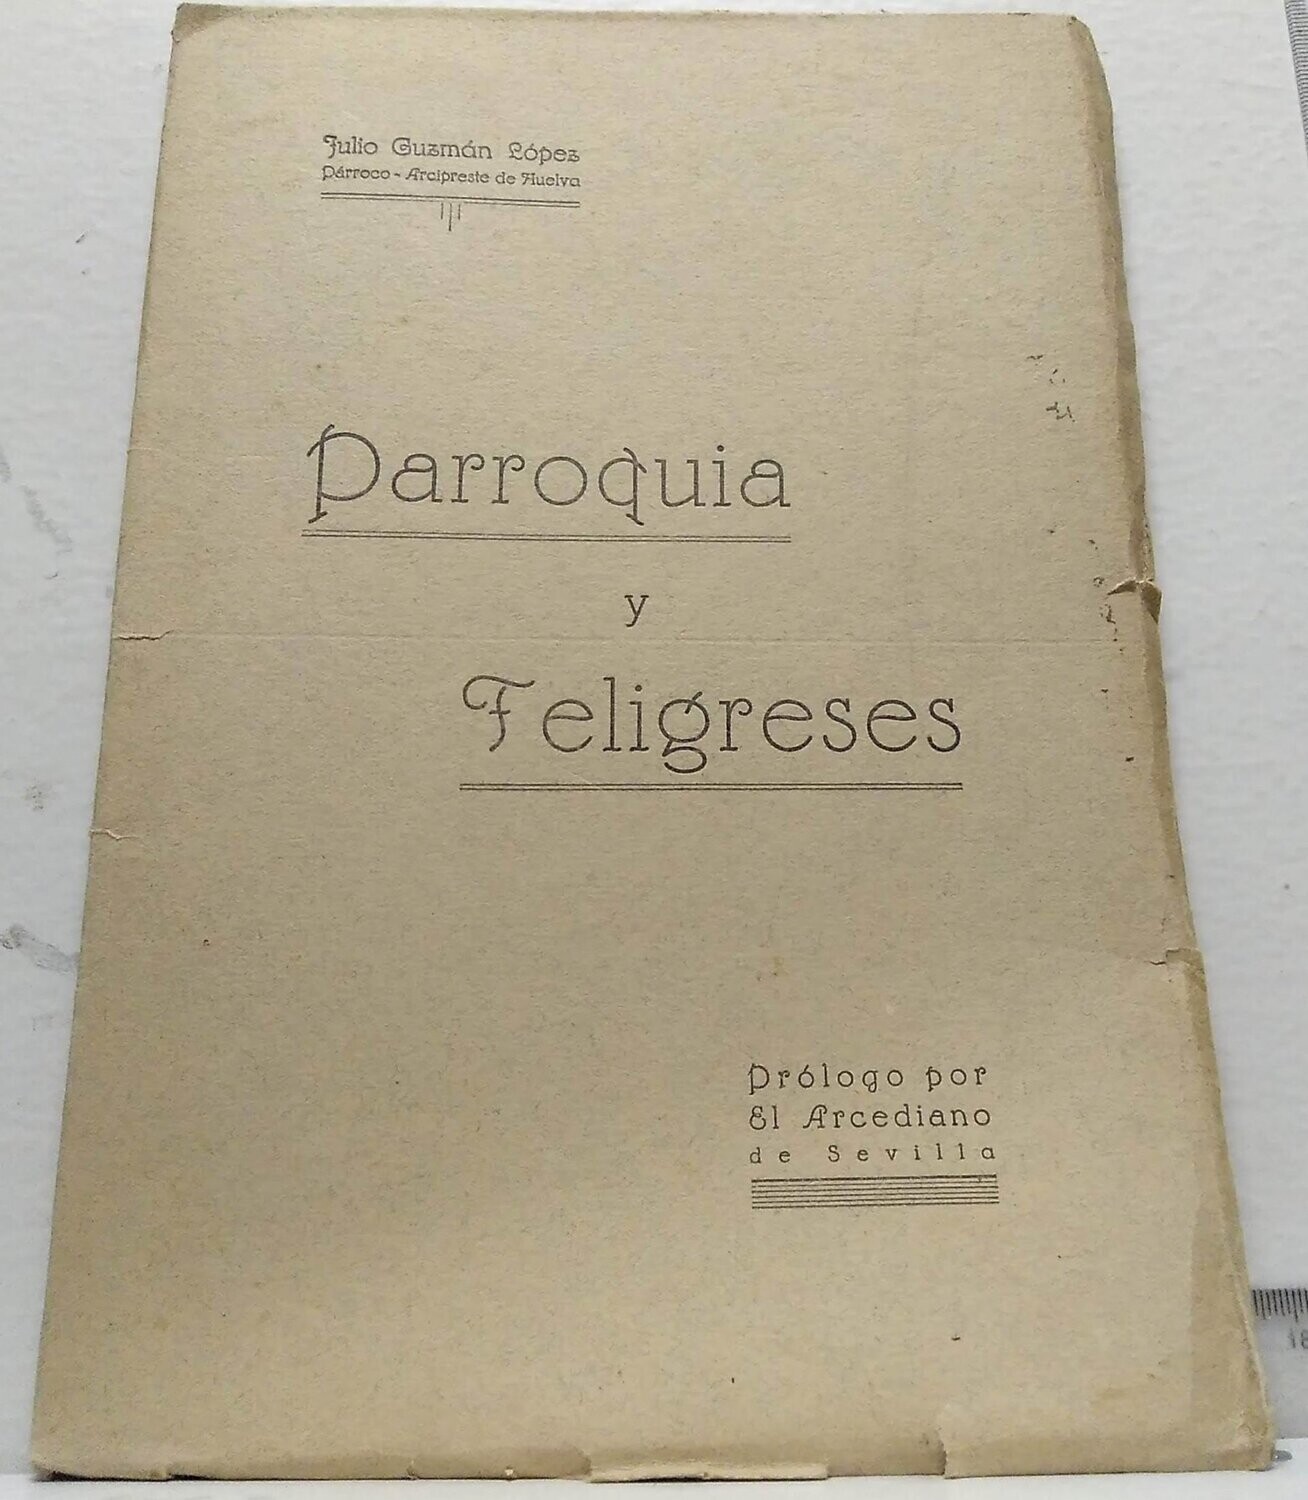 Julio Guzmán López
Párroco - Arcipreste de Huelva
Parroquia
y
Feligreses
Prólogo por
El Arcediano
de Sevilla